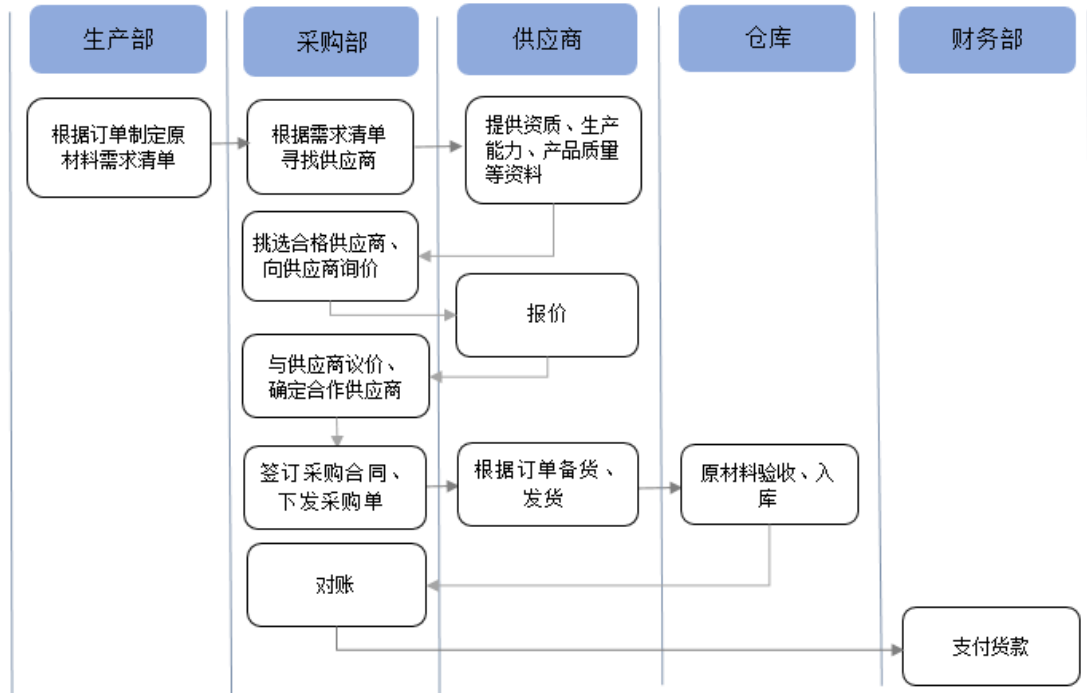 生产部
采购部
供应商
仓库
财务部
根据订单制定原
材料需求清单
根据需求清单
寻找供应商
提供资质、生产
能力、产品质量
等资料
挑选合格供应商、
向供应商询价
报价
与供应商议价、
确定合作供应商
签订采购合同、
下发采购单
根据订单备货、
发货
原材料验收、入
库
对账
支付货款